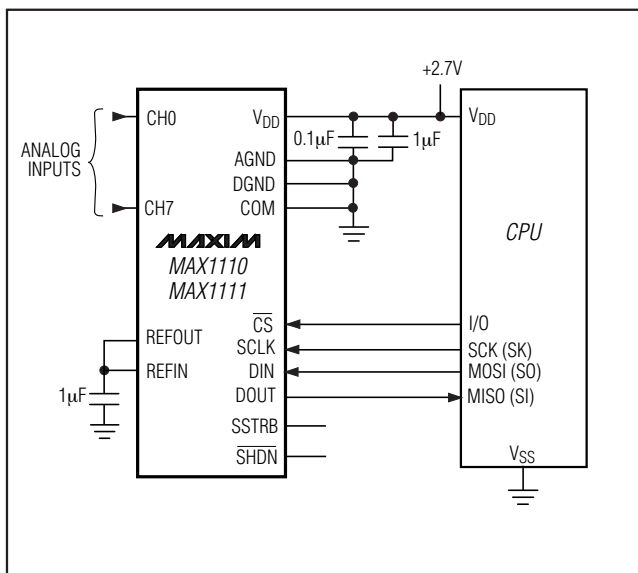 +2.7V
CH0
VDD
VDD
0.1μF
1μF
ANALOG
INPUTS
AGND
DGND
CH7
COM
CPU
MAXIM
MAX1110
MAX1111
CS
I/O
REFOUT
SCLK
SCK (SK)
REFIN
DIN
MOSI (SO)
1μF
DOUT
MISO (SI)
SSTRB
SHDN
VSS